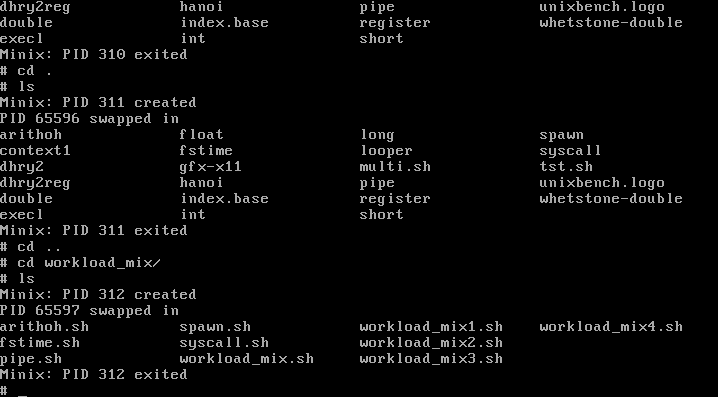 dhry2reg hanoi pipe unixbench.logo
double index.base register whetstone-double
execl int short
Minix: PID 310 exited
# cd .
# ls
Minix: PID 311 created
PID 65596 swapped in
arithoh float long spawn
context1 fstime looper syscall
dhry2 gfx-x11 multi.sh tst.sh
dhry2reg hanoi pipe unixbench.logo
double index.base register whetstone-double
execl int short
Minix: PID 311 exited
# cd ..
# cd workload_mix/
# ls
Minix: PID 312 created
PID 65597 swapped in
arithoh.sh spawn.sh workload_mix1.sh workload_mix4.sh
fstime.sh syscall.sh workload_mix2.sh
pipe.sh workload_mix.sh workload_mix3.sh
Minix: PID 312 exited
# _